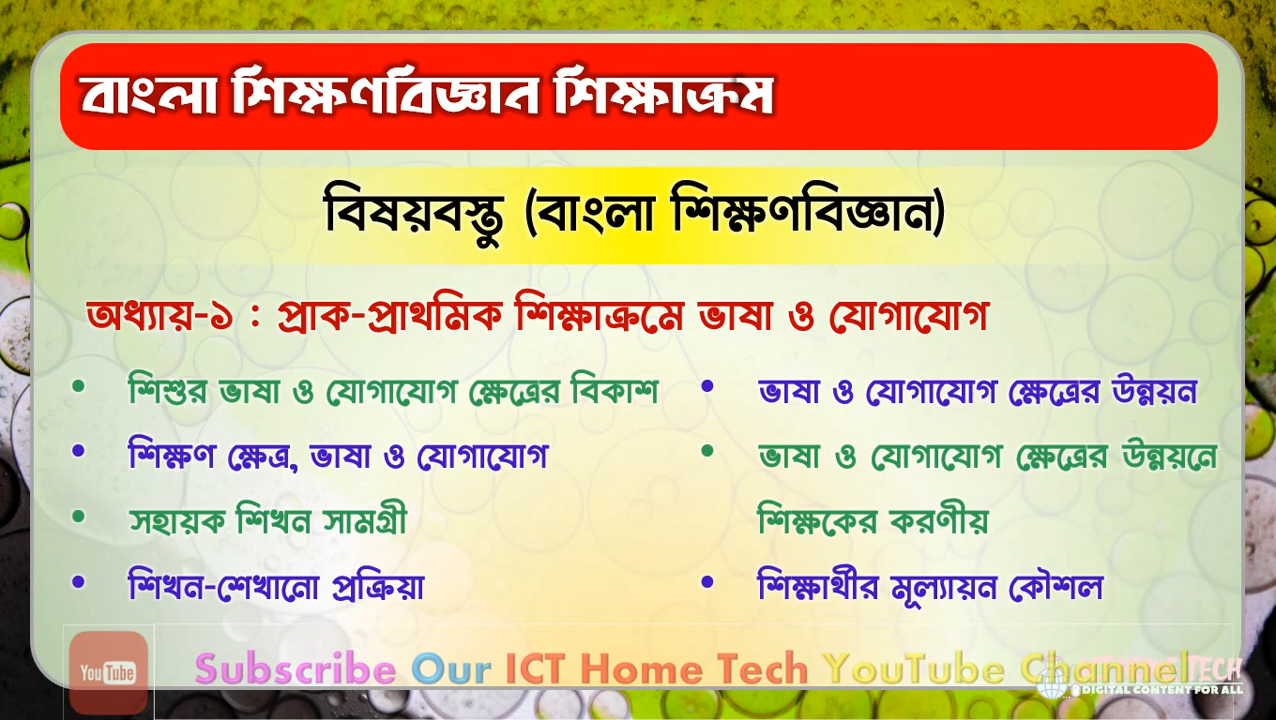 বাংলা শিক্ষণবিজ্ঞান শিক্ষাক্রম
বিষয়বস্তু (বাংলা শিক্ষণবিজ্ঞান)
অধ্যায়-১ : প্রাক-প্রাথমিক শিক্ষাক্রমে ভাষা ও যোগাযোগ
• শিশুর ভাষা ও যোগাযোগ ক্ষেত্রের বিকাশ
• শিক্ষণ ক্ষেত্র, ভাষা ও যোগাযোগ
• সহায়ক শিখন সামগ্রী
• শিখন-শেখানো প্রক্রিয়া
• ভাষা ও যোগাযোগ ক্ষেত্রের উন্নয়ন
• ভাষা ও যোগাযোগ ক্ষেত্রের উন্নয়নে
শিক্ষকের করণীয়
• শিক্ষার্থীর মূল্যায়ন কৌশল
YouTube
Subscribe Our ICT Home Tech YouTube Channel
TECH
DIGITAL CONTENT FOR ALL